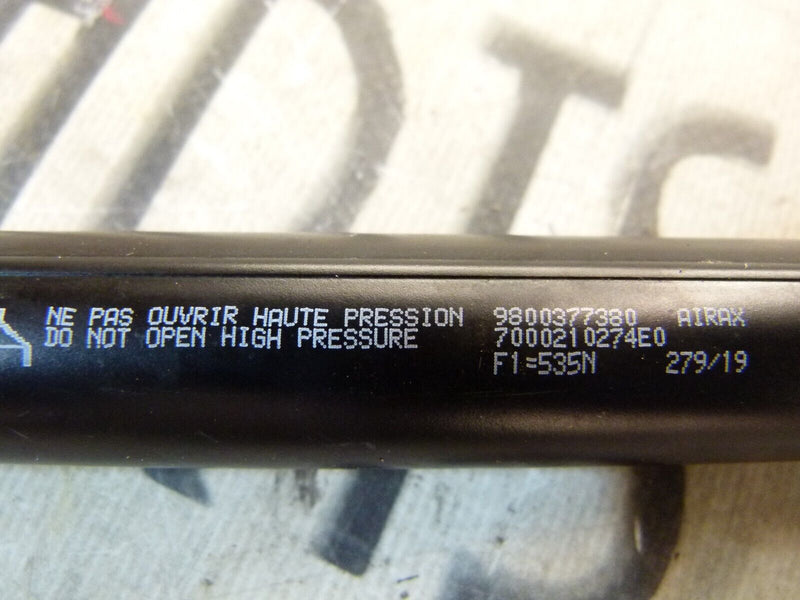 NE PAS OUVRIR HAUTE PRESSION 9800377380 AIRAX
DO NOT OPEN HIGH PRESSURE 7000210274E0
F1=535N 279/19